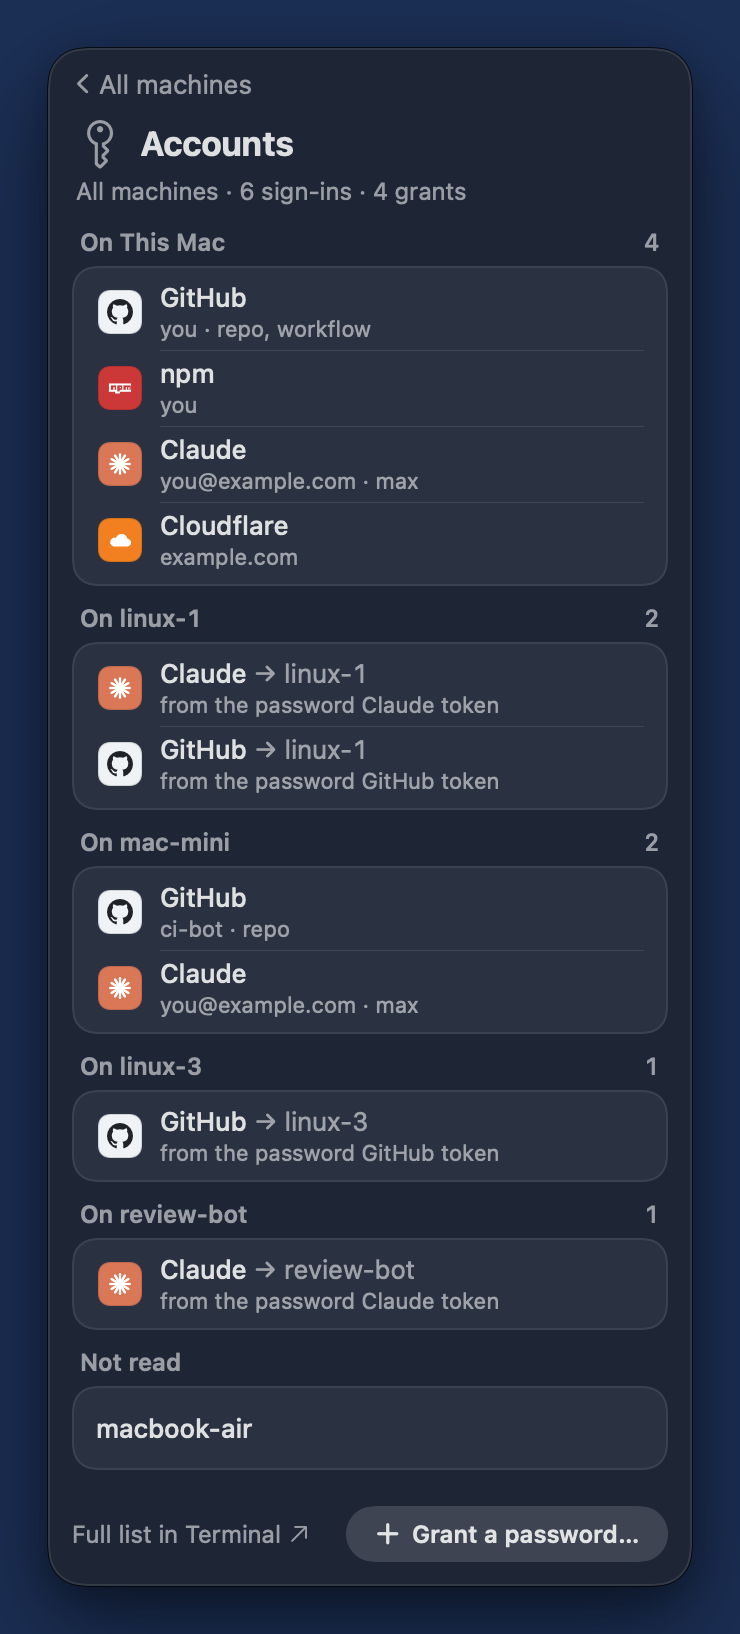 All machines
Accounts
All machines · 6 sign-ins · 4 grants
On This Mac 4
GitHub
you · repo, workflow
npm
npm
you
Claude
you@example.com · max
Cloudflare
example.com
On linux-1 2
Claude → linux-1
from the password Claude token
GitHub → linux-1
from the password GitHub token
On mac-mini 2
GitHub
ci-bot · repo
Claude
you@example.com · max
On linux-3 1
GitHub → linux-3
from the password GitHub token
On review-bot 1
Claude → review-bot
from the password Claude token
Not read
macbook-air
Full list in Terminal ↗ + Grant a password...